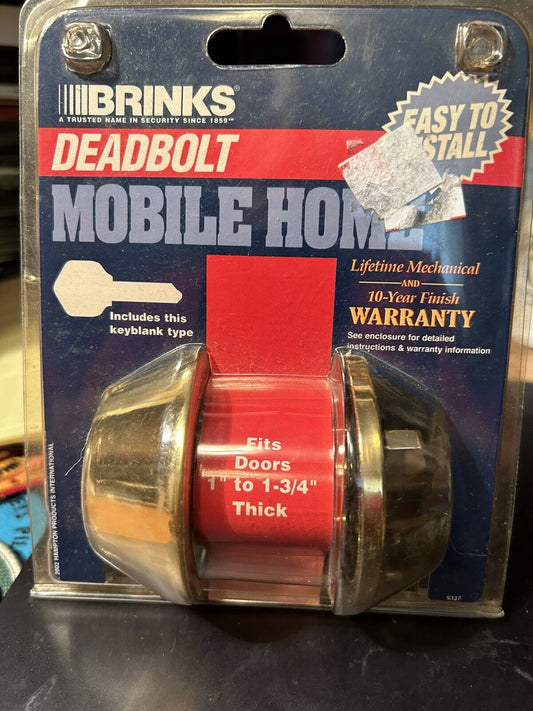 BRINKS®
A TRUSTED NAME IN SECURITY SINCE 1859™
EASY TO
DEADBOLT
MOBILE HOME
Lifetime Mechanical
AND
10-Year Finish
WARRANTY
See enclosure for detailed
instructions & warranty information
Includes this
keyblank type
Fits
Doors
1" to 1-3/4"
Thick
2002 HAMPTON PRODUCTS INTERNATIONAL